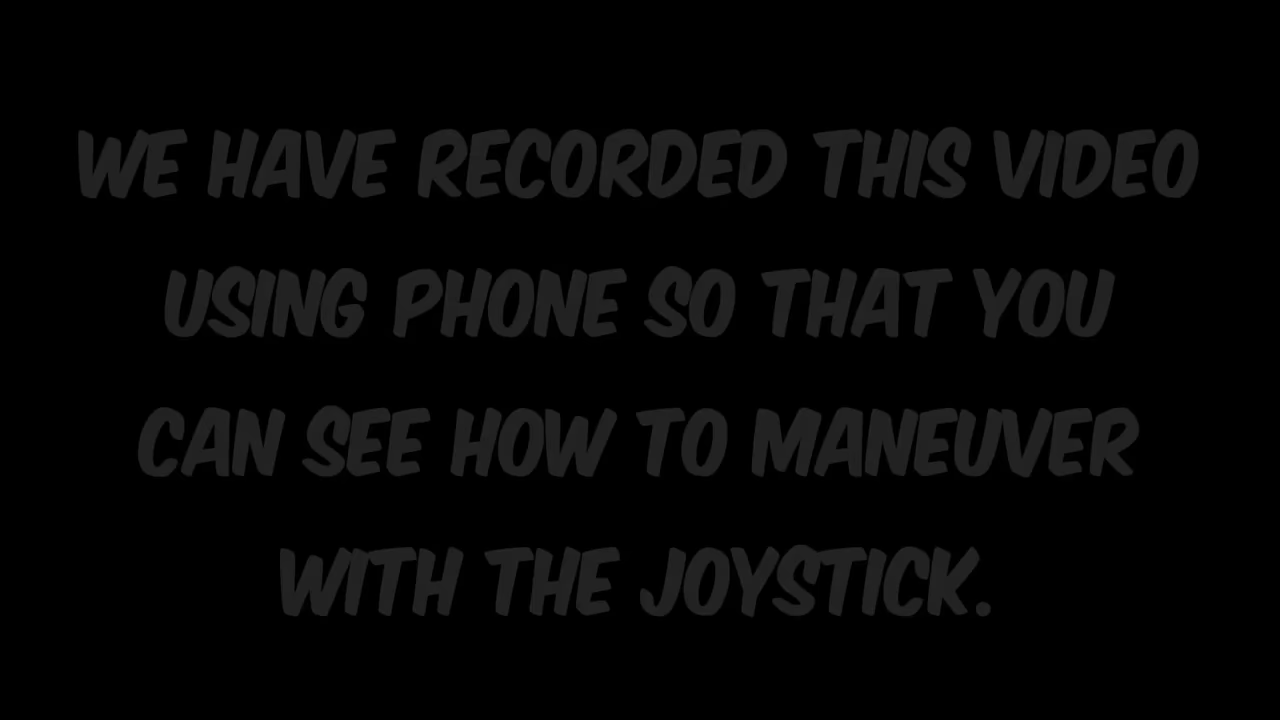 WE HAVE RECORDED THIS VIDEO
USING PHONE SO THAT YOU
CAN SEE HOW TO MANEUVER
WITH THE JOYSTICK.